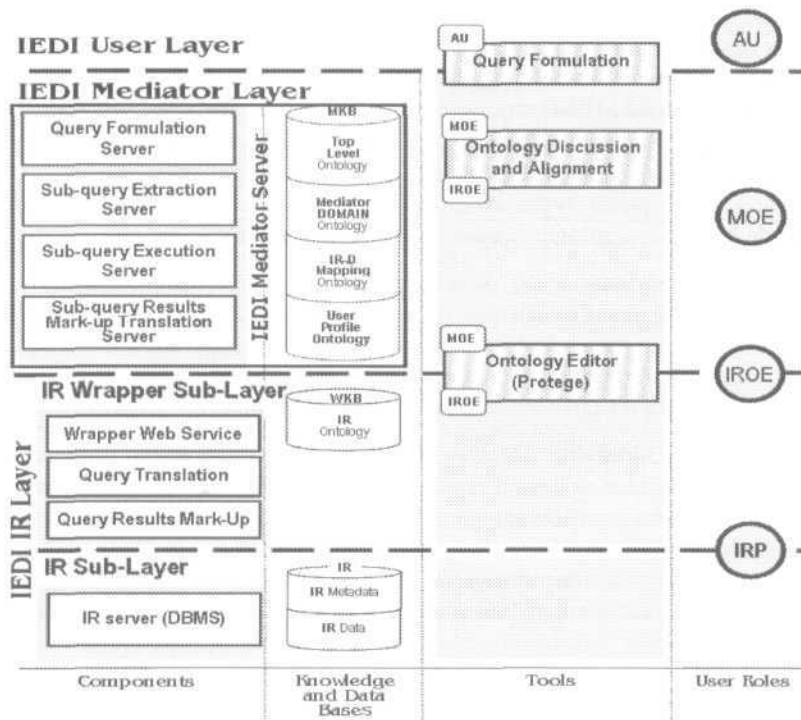 IEDI User Layer
AU
Query Formulation
AU
IEDI Mediator Layer
Query Formulation
Server
Sub-query Extraction
Server
Sub-query Execution
Server
Sub-query Results
Mark-up Translation
Server
IEDI Mediator Server
MKB
Top
Level
Ontology
Mediator
DOMAIN
Ontology
IR-D
Mapping
Ontology
User
Profile
Ontology
MOE
Ontology Discussion
and Alignment
IROE
MOE
MOE
Ontology Editor
(Protege)
IROE
IROE
IEDI IR Layer
IR Wrapper Sub-Layer
Wrapper Web Service
Query Translation
Query Results Mark-Up
WKB
IR
Ontology
IRP
IR Sub-Layer
IR server (DBMS)
IR
IR Metadata
IR Data
Components
Knowledge
and Data
Bases
Tools
User Roles